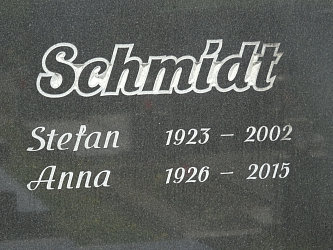 Schmidt
Stefan 1923 – 2002
Anna 1926 – 2015